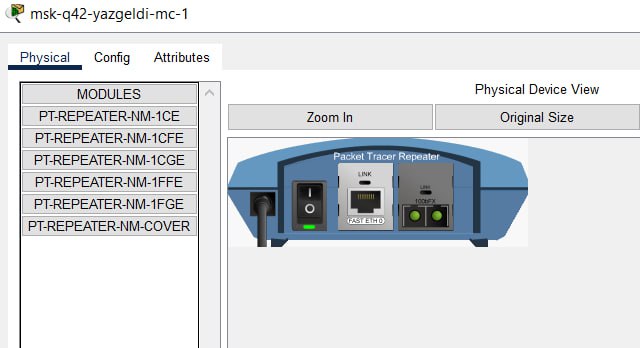 msk-q42-yazgeldi-mc-1
Physical Config Attributes
MODULES
PT-REPEATER-NM-1CE
PT-REPEATER-NM-1CFE
PT-REPEATER-NM-1CGE
PT-REPEATER-NM-1FFE
PT-REPEATER-NM-1FGE
PT-REPEATER-NM-COVER
Physical Device View
Zoom In Original Size
Packet Tracer Repeater
LINK
LINK
100bFX
FAST ETH 0